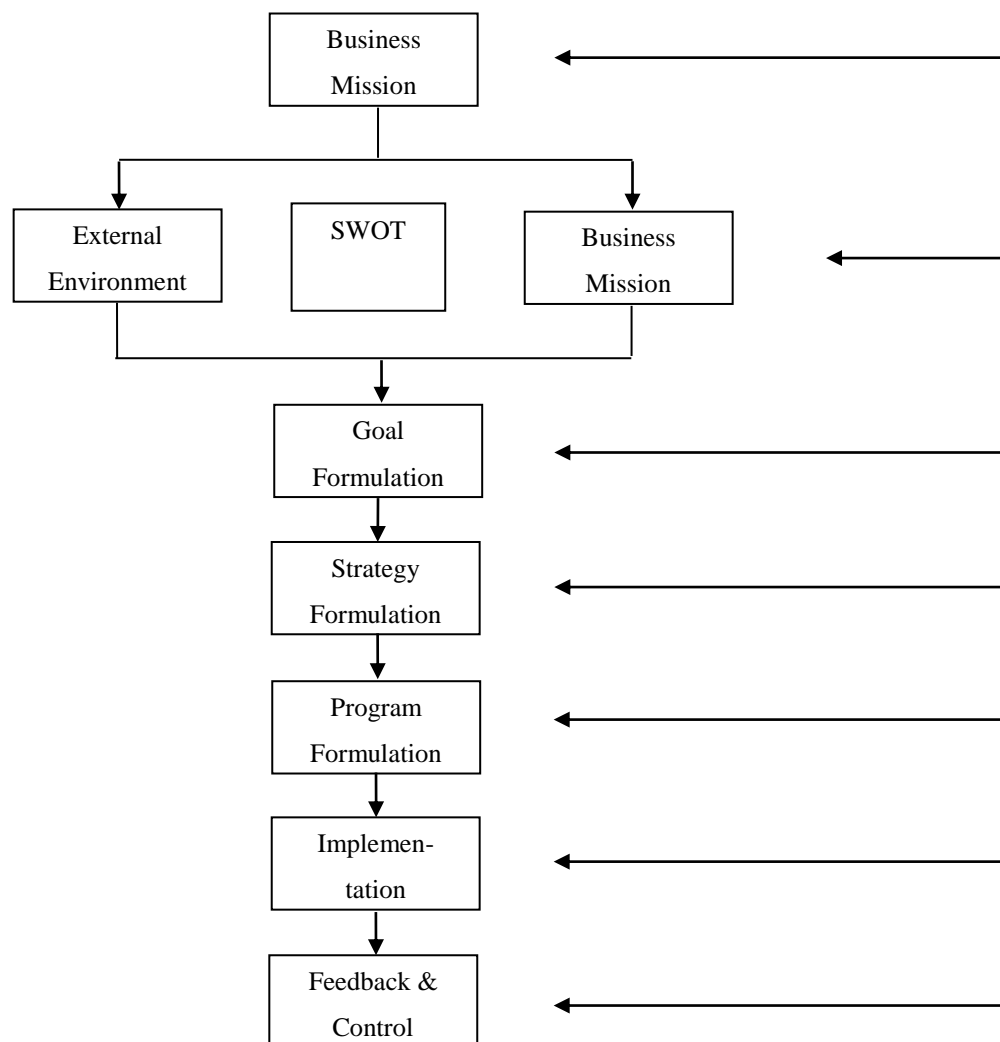 Business
Mission
External
Environment
SWOT
Business
Mission
Goal
Formulation
Strategy
Formulation
Program
Formulation
Implemen-
tation
Feedback &
Control